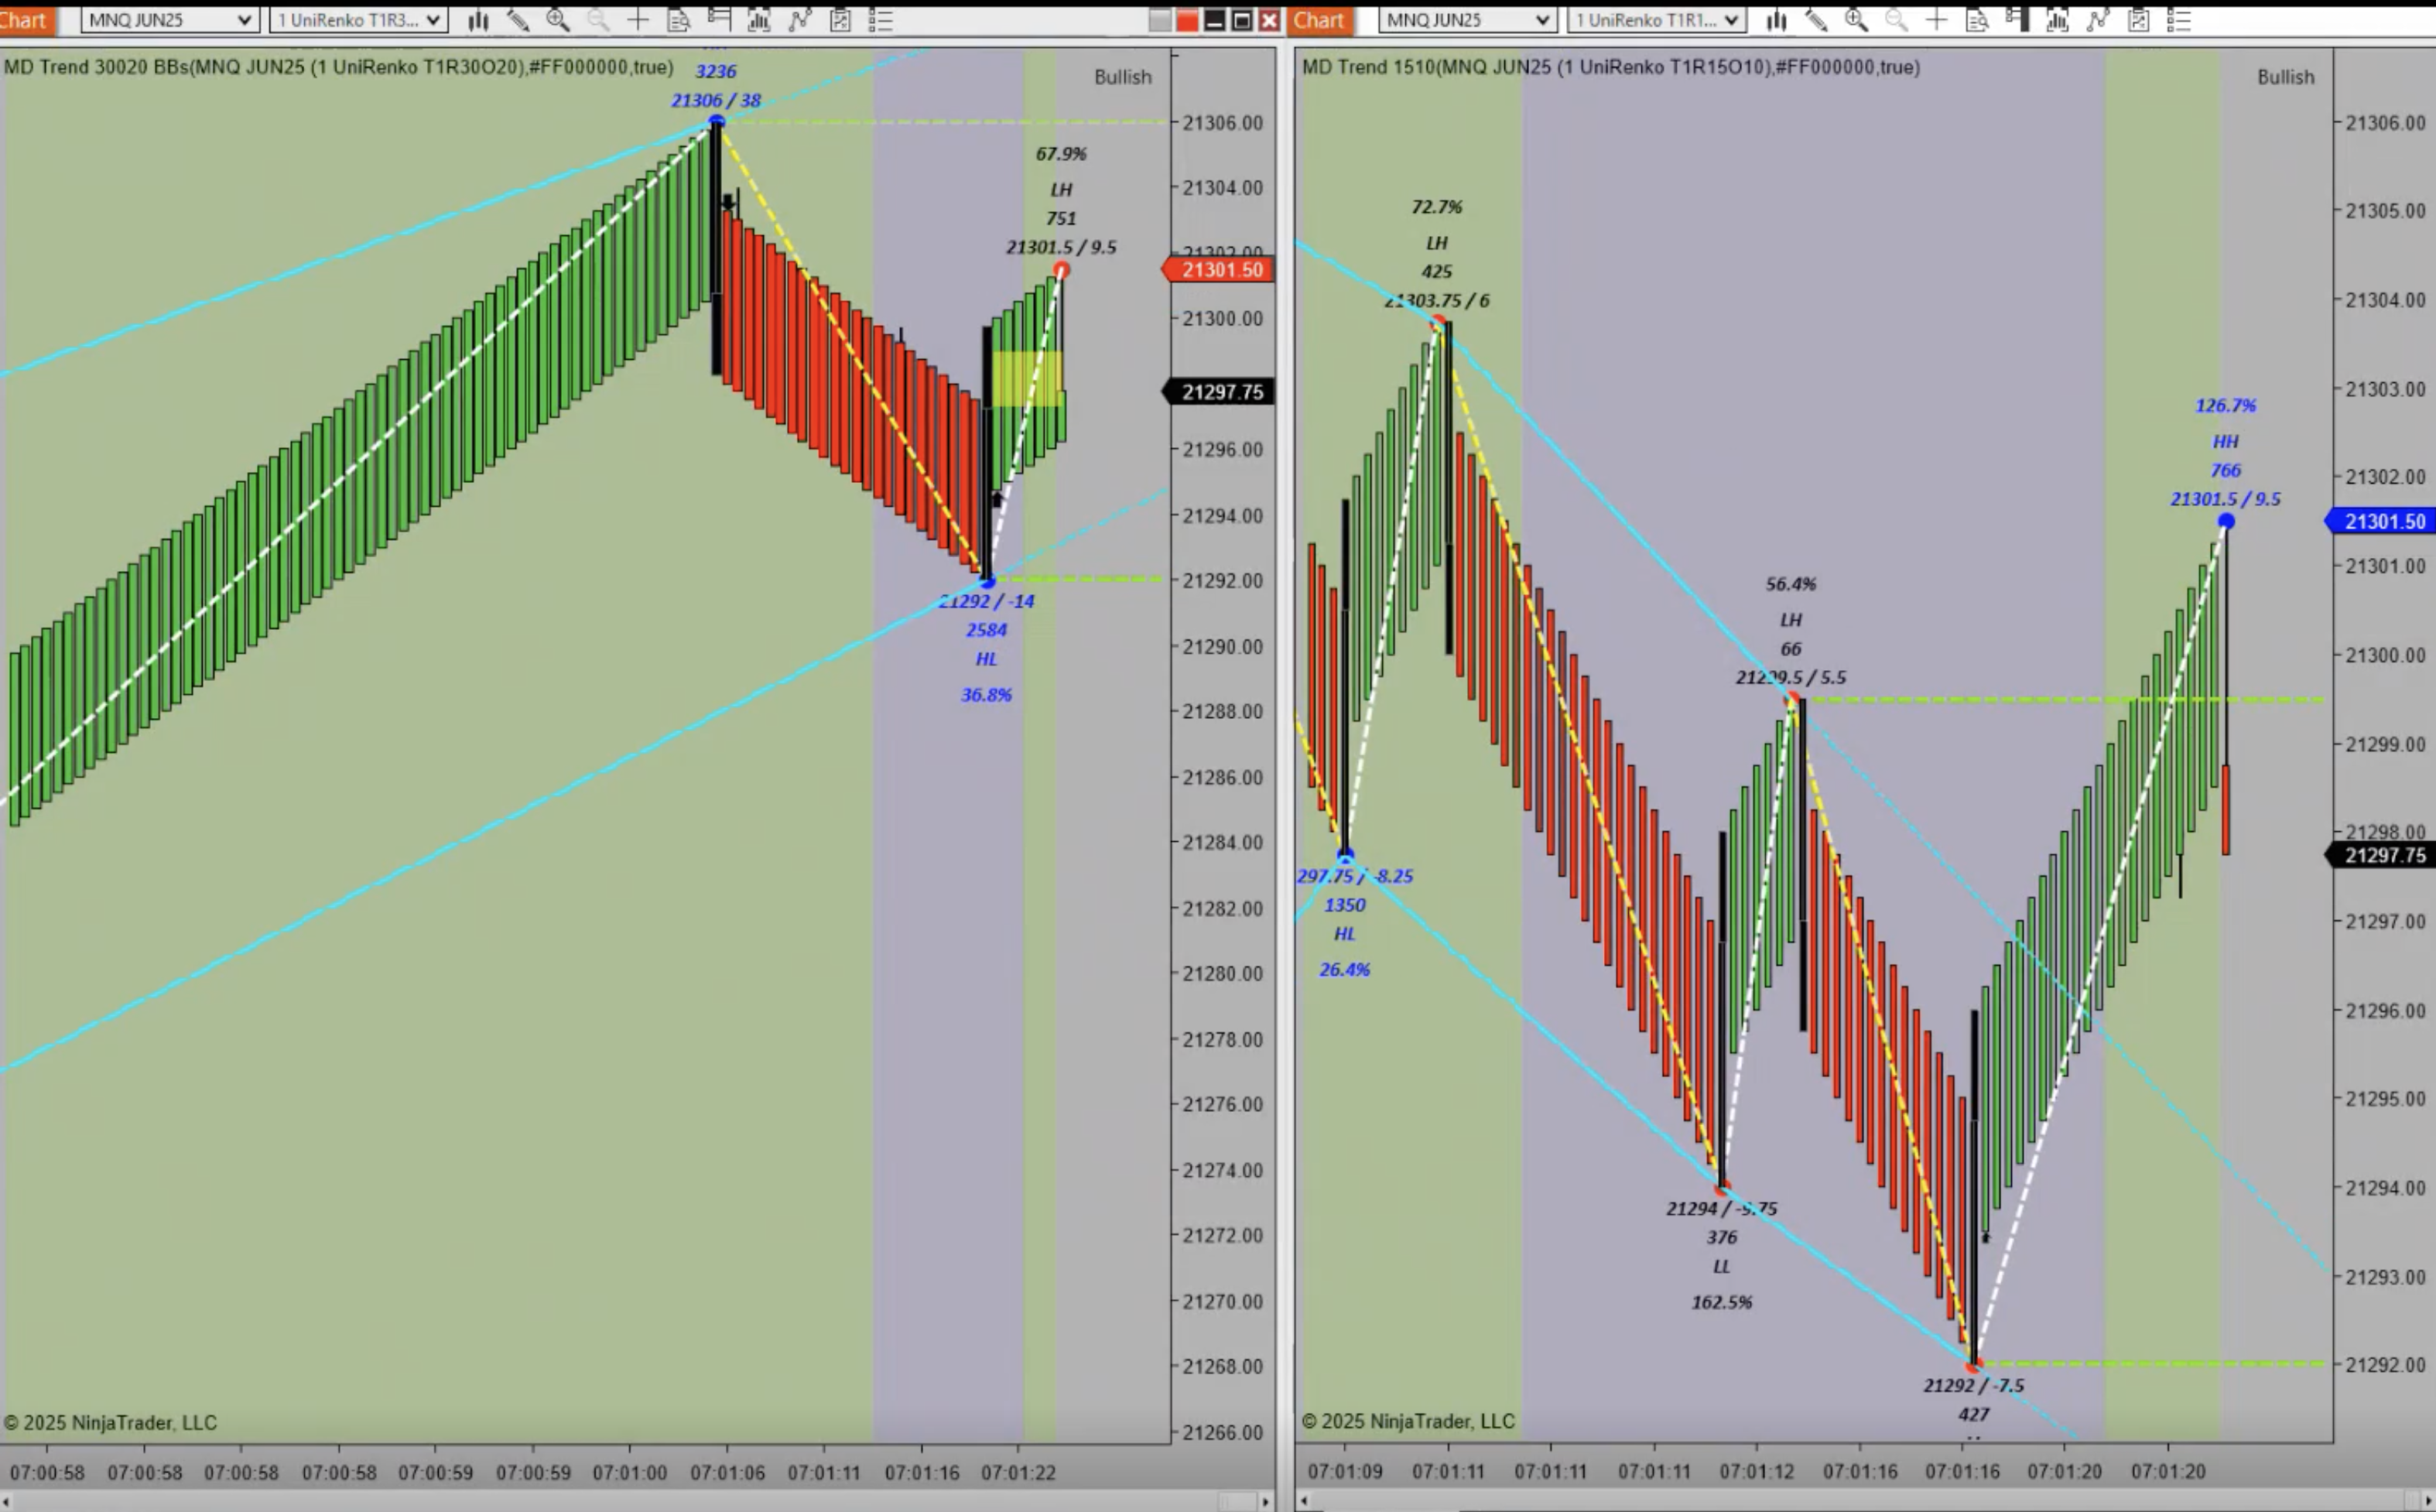 Chart
MNQ JUN25
1 UniRenko T1R3...
MD Trend 30020 BBs(MNQ JUN25 (1 UniRenko T1R30O20),#FF000000,true)
Bullish
3236
21306 / 38
67.9%
LH
751
21301.5 / 9.5
21292 / -14
2584
HL
36.8%
21306.00
21304.00
21302.00
21301.50
21300.00
21297.75
21296.00
21294.00
21292.00
21290.00
21288.00
21286.00
21284.00
21282.00
21280.00
21278.00
21276.00
21274.00
21272.00
21270.00
21268.00
21266.00
© 2025 NinjaTrader, LLC
07:00:58
07:00:58
07:00:58
07:00:58
07:00:59
07:00:59
07:01:00
07:01:06
07:01:11
07:01:16
07:01:22
Chart
MNQ JUN25
1 UniRenko T1R1...
MD Trend 1510(MNQ JUN25 (1 UniRenko T1R15O10),#FF000000,true)
Bullish
72.7%
LH
425
21303.75 / 6
126.7%
HH
766
21301.5 / 9.5
56.4%
LH
66
21299.5 / 5.5
297.75 / -8.25
1350
HL
26.4%
21294 / -9.75
376
LL
162.5%
21292 / -7.5
427
21306.00
21305.00
21304.00
21303.00
21302.00
21301.50
21301.00
21300.00
21299.00
21298.00
21297.75
21297.00
21296.00
21295.00
21294.00
21293.00
21292.00
© 2025 NinjaTrader, LLC
07:01:09
07:01:11
07:01:11
07:01:11
07:01:12
07:01:16
07:01:16
07:01:20
07:01:20